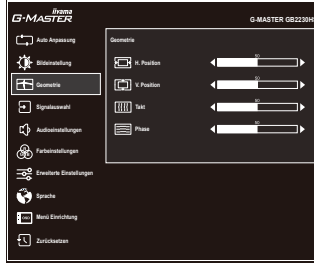 iiyama
G-MASTER
G-MASTER GB2230HS
Auto Anpassung
Bildeinstellung
Geometrie
Signalauswahl
Audioeinstellungen
Farbeinstellungen
Erweiterte Einstellungen
Sprache
Menü Einrichtung
Zurücksetzen
Geometrie
H. Position
50
V. Position
50
Takt
50
Phase
50